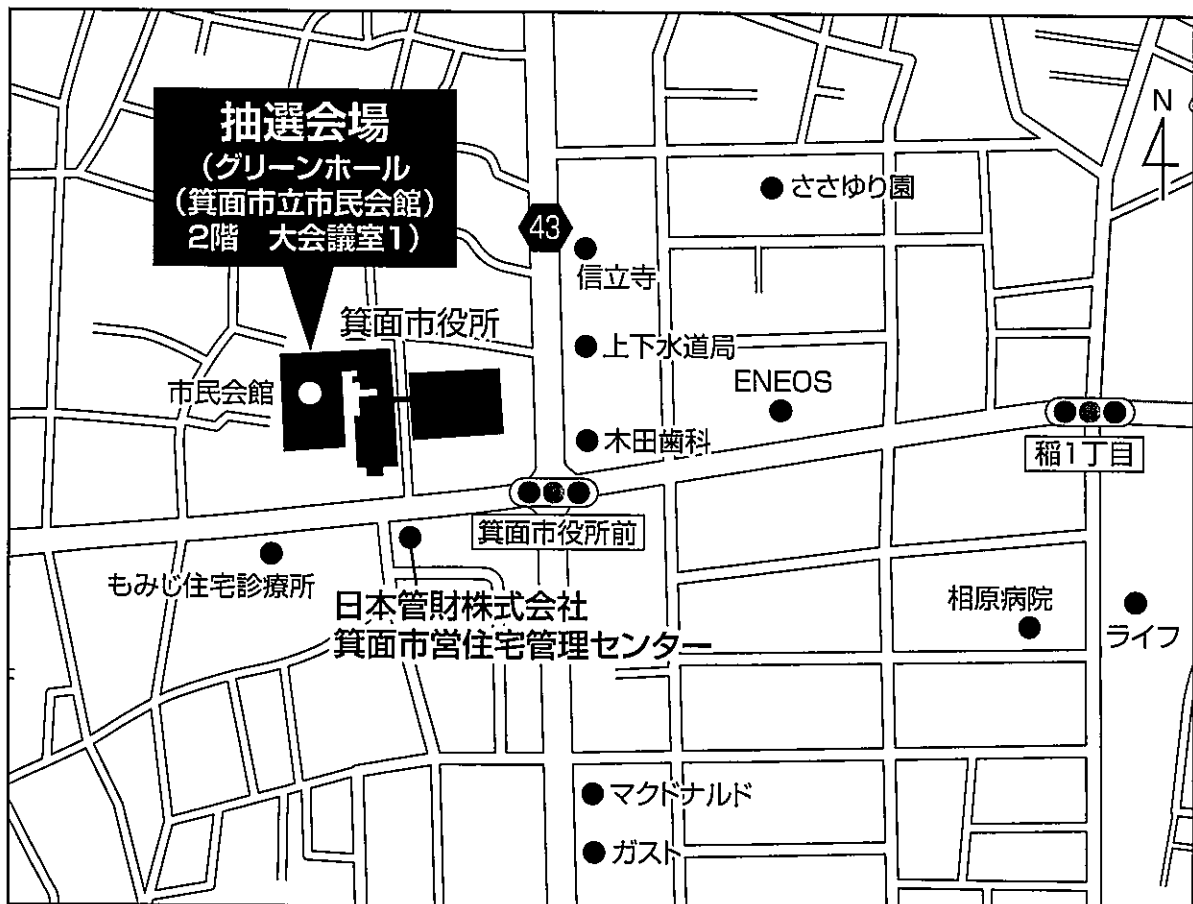 抽選会場
(グリーンホール
(箕面市立市民会館)
2階 大会議室1)
N
ささゆり園
43
信立寺
箕面市役所
上下水道局
市民会館
ENEOS
木田歯科
稲1丁目
箕面市役所前
もみじ住宅診療所
日本管財株式会社
箕面市営住宅管理センター
相原病院
ライフ
マクドナルド
ガスト